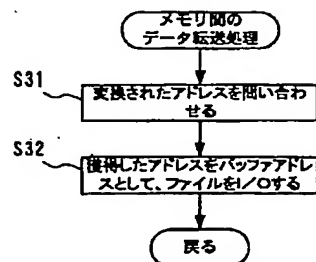 メモリ間の
データ転送処理
S31
変換されたアドレスを問い合わ
せる
S32
獲得したアドレスをバッファアドレ
スとして、ファイルをI/Oする
戻る